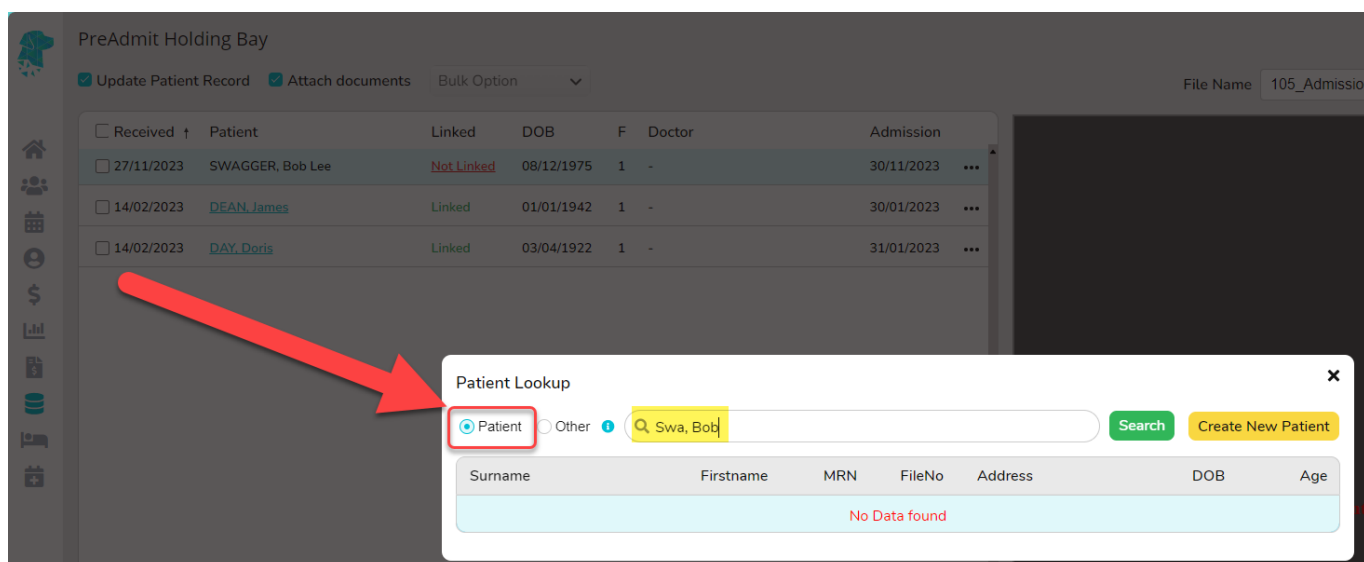 PreAdmit Holding Bay
Update Patient Record Attach documents Bulk Option
File Name 105_Admissio
Received ↑ Patient Linked DOB F Doctor Admission
27/11/2023 SWAGGER, Bob Lee Not Linked 08/12/1975 1 - 30/11/2023 •••
14/02/2023 DEAN, James Linked 01/01/1942 1 - 30/01/2023 •••
14/02/2023 DAY, Doris Linked 03/04/1922 1 - 31/01/2023 •••
Patient Lookup
Patient Other Swa, Bob Search Create New Patient
Surname Firstname MRN FileNo Address DOB Age
No Data found